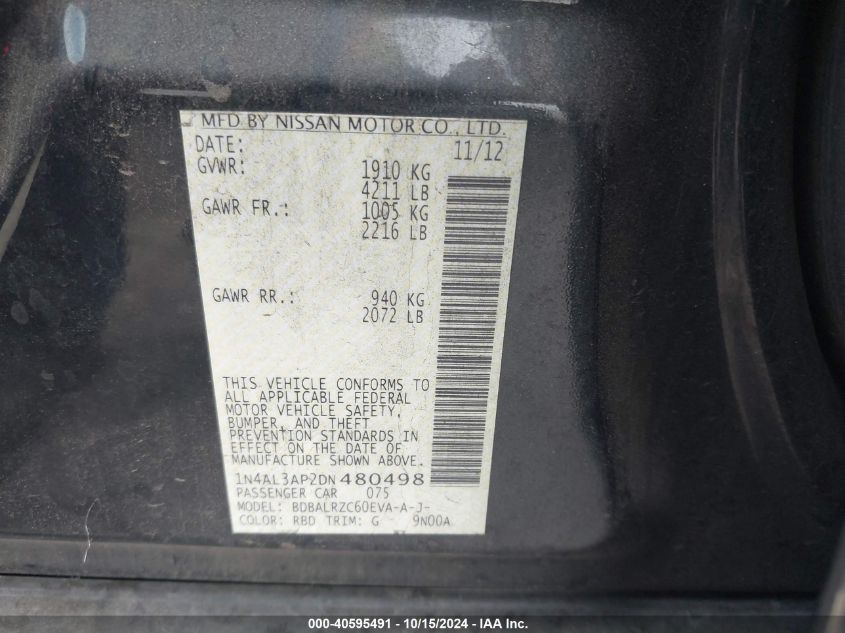 MFD BY NISSAN MOTOR CO., LTD.
DATE: 11/12
GVWR: 1910 KG
4211 LB
GAWR FR.: 1005 KG
2216 LB
GAWR RR.: 940 KG
2072 LB
THIS VEHICLE CONFORMS TO
ALL APPLICABLE FEDERAL
MOTOR VEHICLE SAFETY,
BUMPER, AND THEFT
PREVENTION STANDARDS IN
EFFECT ON THE DATE OF
MANUFACTURE SHOWN ABOVE.
1N4AL3AP2DN480498
PASSENGER CAR 075
MODEL: BDBALRZC60EVA-A-J-
COLOR: RBD TRIM: G 9N00A
000-40595491 - 10/15/2024 - IAA Inc.